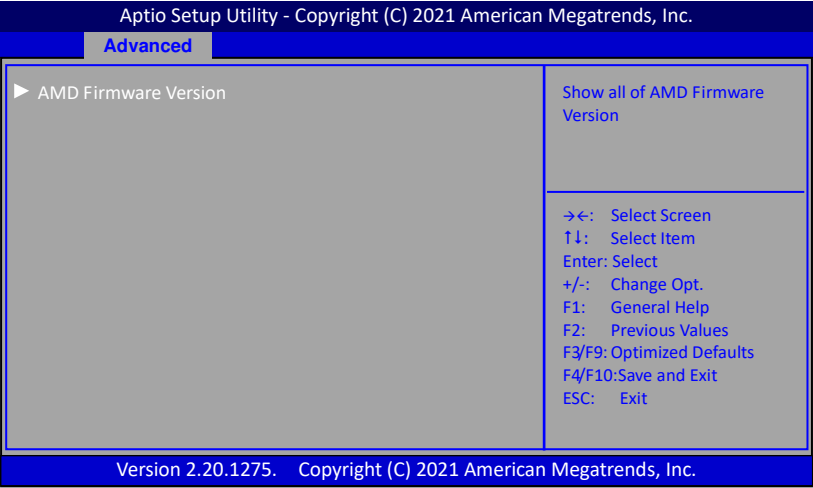 Aptio Setup Utility - Copyright (C) 2021 American Megatrends, Inc.
Advanced
► AMD Firmware Version
Show all of AMD Firmware
Version
→←: Select Screen
↑↓: Select Item
Enter: Select
+/-: Change Opt.
F1: General Help
F2: Previous Values
F3/F9: Optimized Defaults
F4/F10:Save and Exit
ESC: Exit
Version 2.20.1275. Copyright (C) 2021 American Megatrends, Inc.